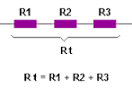 R1 R2 R3
Rt
Rt = R1 + R2 + R3